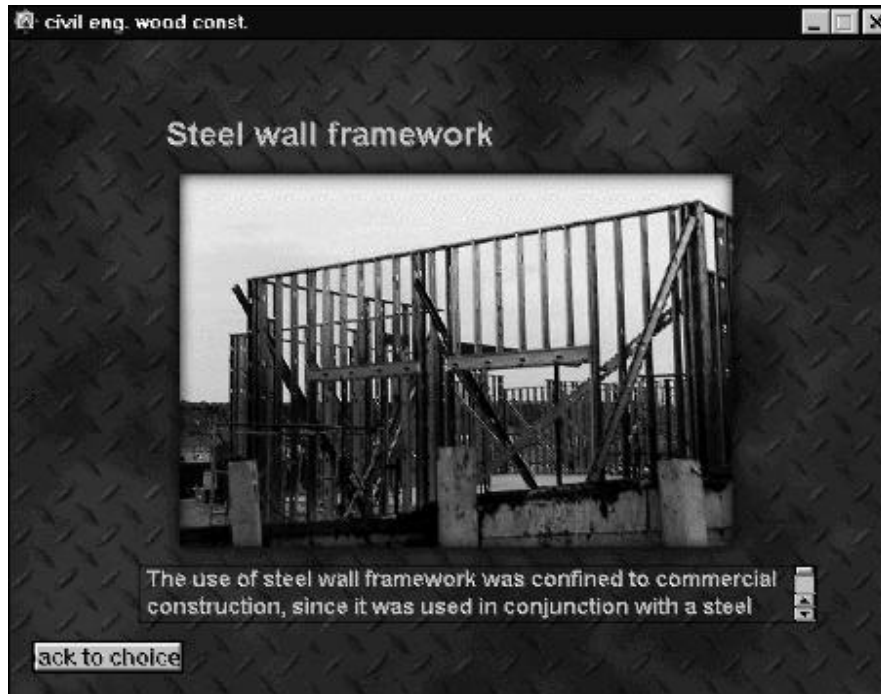 civil eng. wood const.
Steel wall framework
The use of steel wall framework was confined to commercial
construction, since it was used in conjunction with a steel
ack to choice